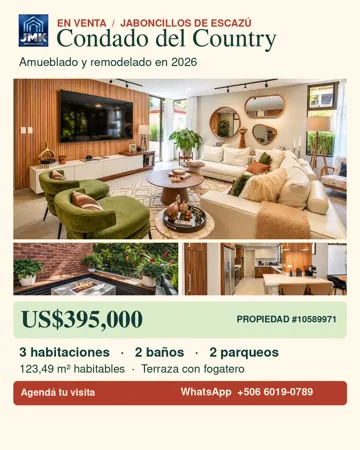 JMK
EN VENTA / JABONCILLOS DE ESCAZÚ
Condado del Country
Amueblado y remodelado en 2026
US$395,000
PROPIEDAD #10589971
3 habitaciones · 2 baños · 2 parqueos
123,49 m² habitables · Terraza con fogatero
Agendá tu visita
WhatsApp +506 6019-0789